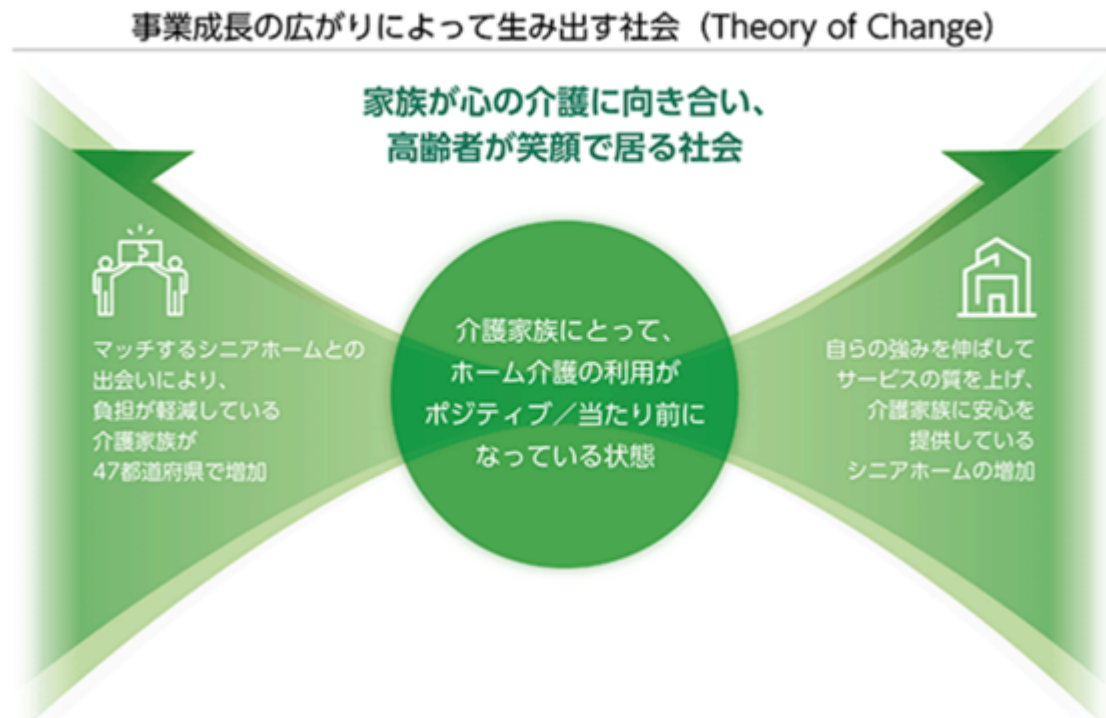 事業成長の広がりによって生み出す社会（Theory of Change）
家族が心の介護に向き合い、
高齢者が笑顔で居る社会
マッチするシニアホームとの
出会いにより、
負担が軽減している
介護家族が
47都道府県で増加
介護家族にとって、
ホーム介護の利用が
ポジティブ／当たり前に
なっている状態
自らの強みを伸ばして
サービスの質を上げ、
介護家族に安心を
提供している
シニアホームの増加